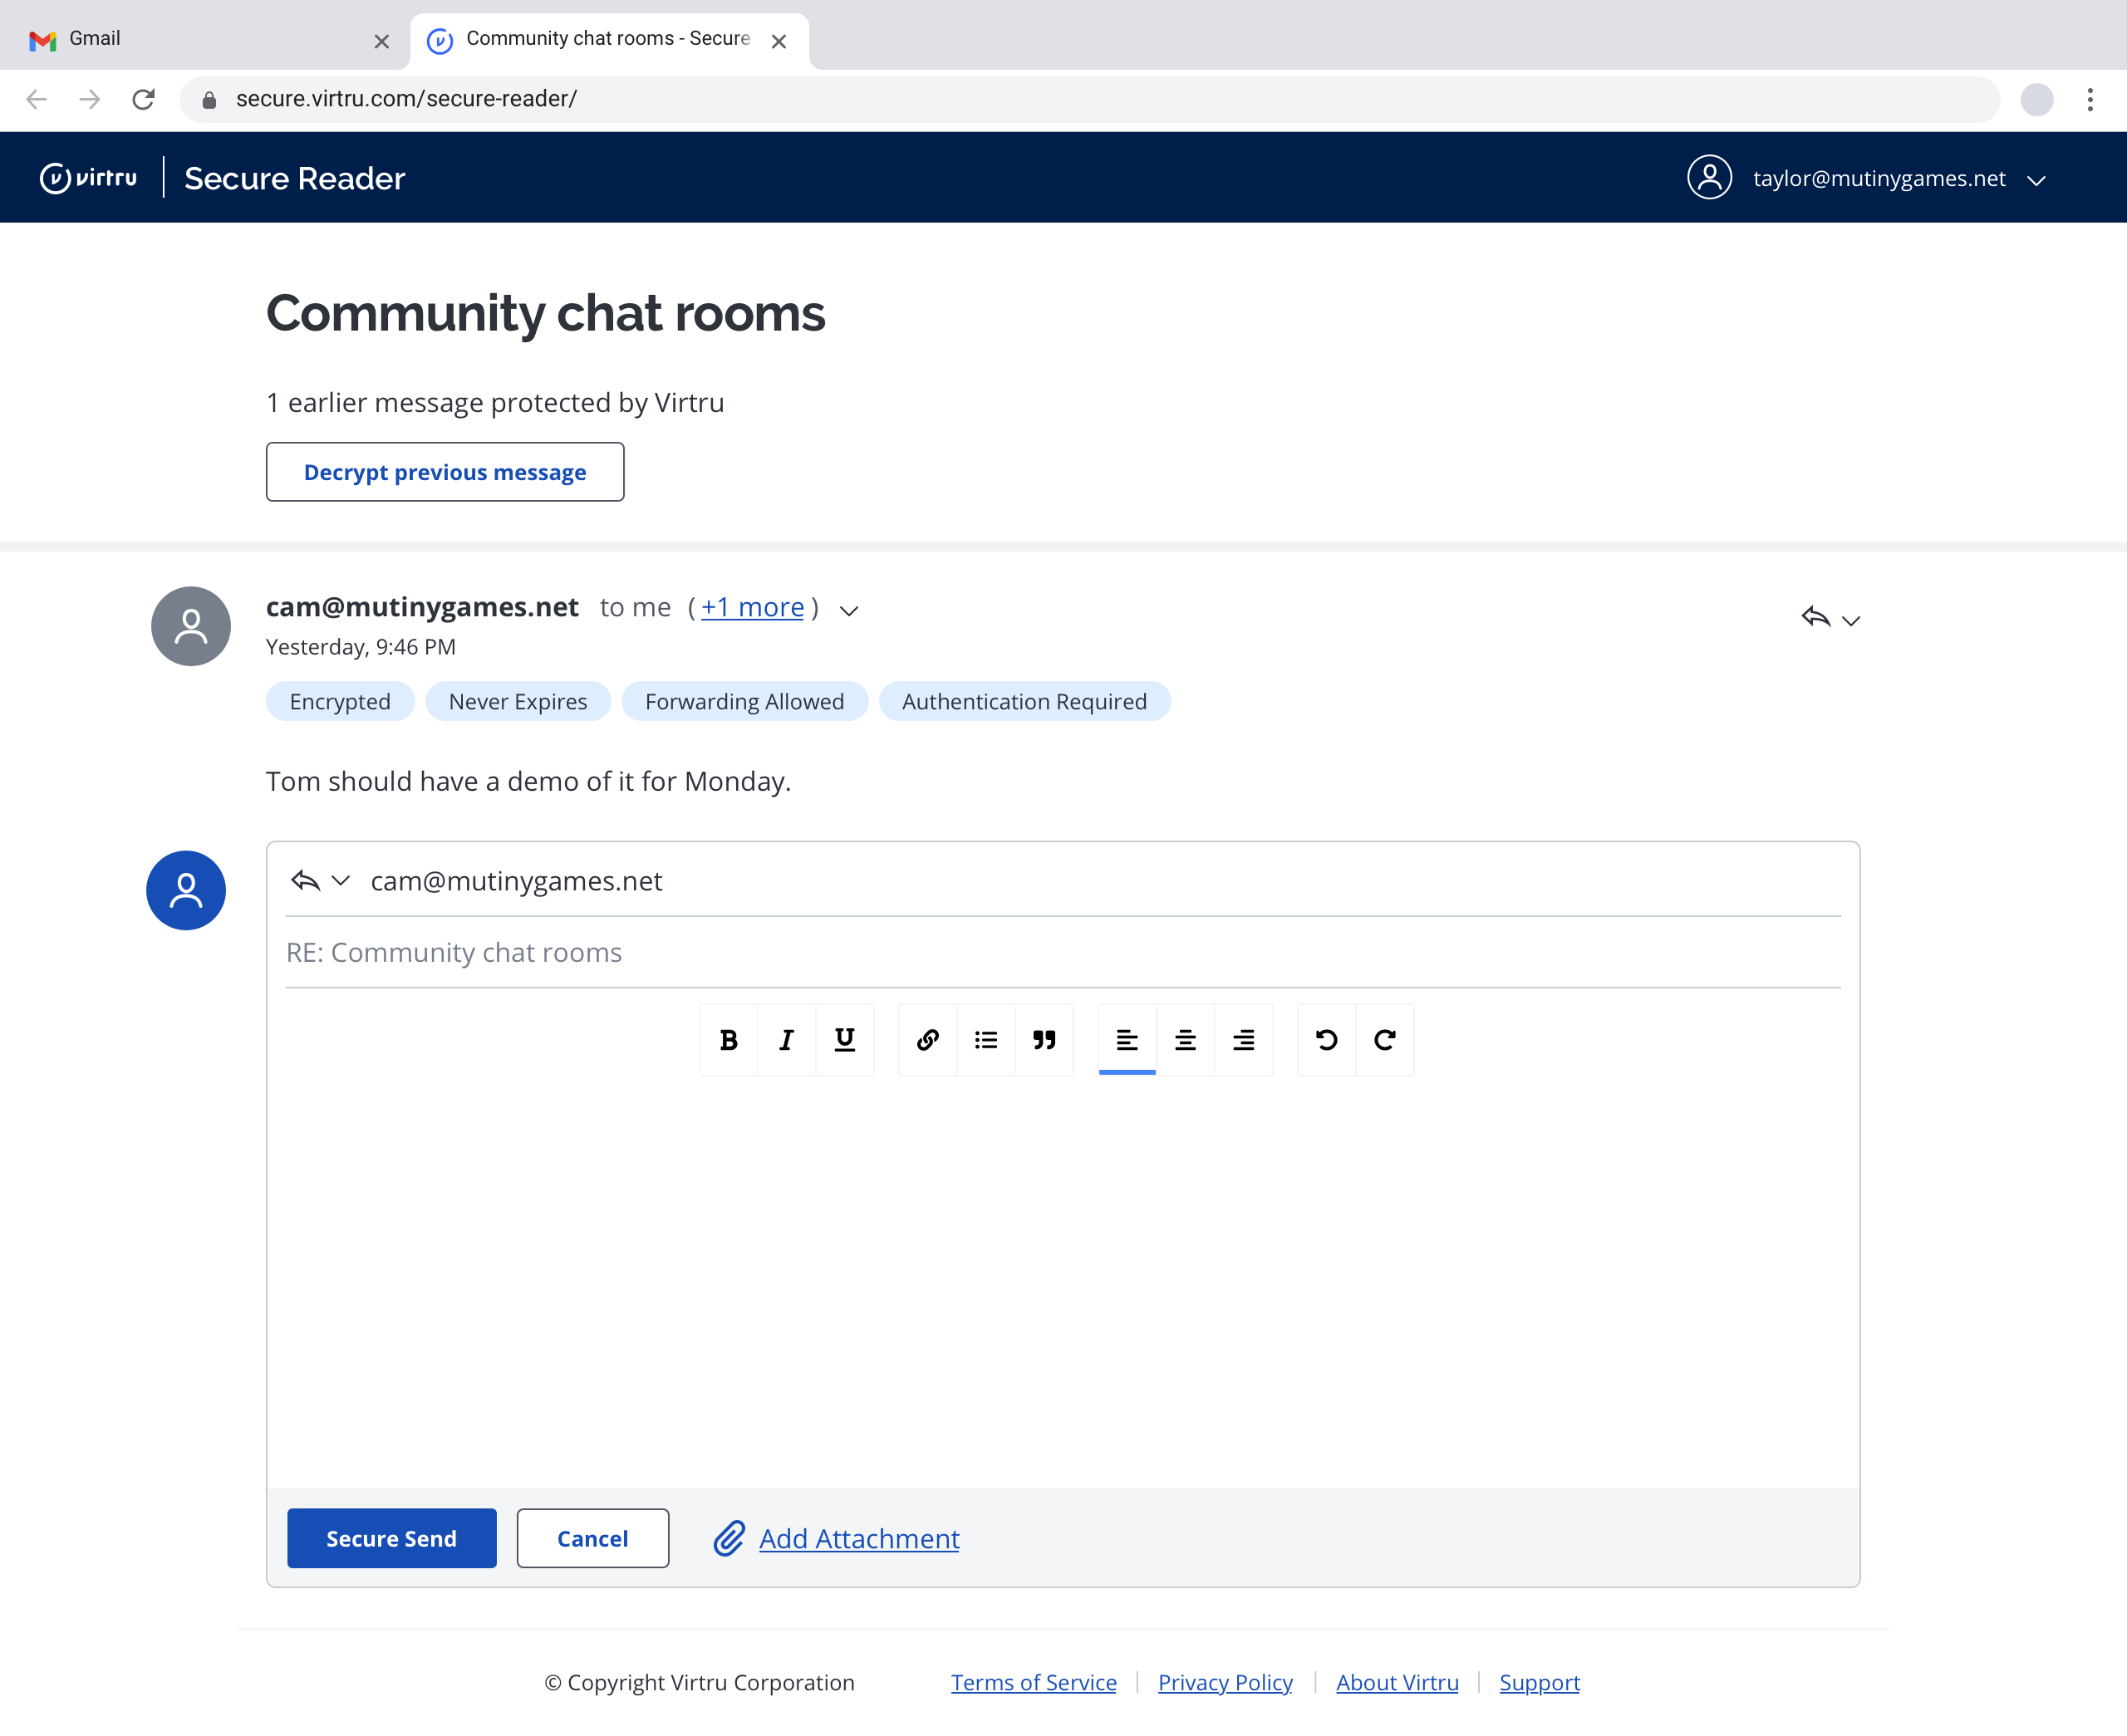 Gmail
Community chat rooms - Secure
secure.virtru.com/secure-reader/
virtru Secure Reader taylor@mutinygames.net
Community chat rooms
1 earlier message protected by Virtru
Decrypt previous message
cam@mutinygames.net to me (+1 more)
Yesterday, 9:46 PM
Encrypted Never Expires Forwarding Allowed Authentication Required
Tom should have a demo of it for Monday.
cam@mutinygames.net
RE: Community chat rooms
B I U
Secure Send Cancel Add Attachment
© Copyright Virtru Corporation Terms of Service Privacy Policy About Virtru Support